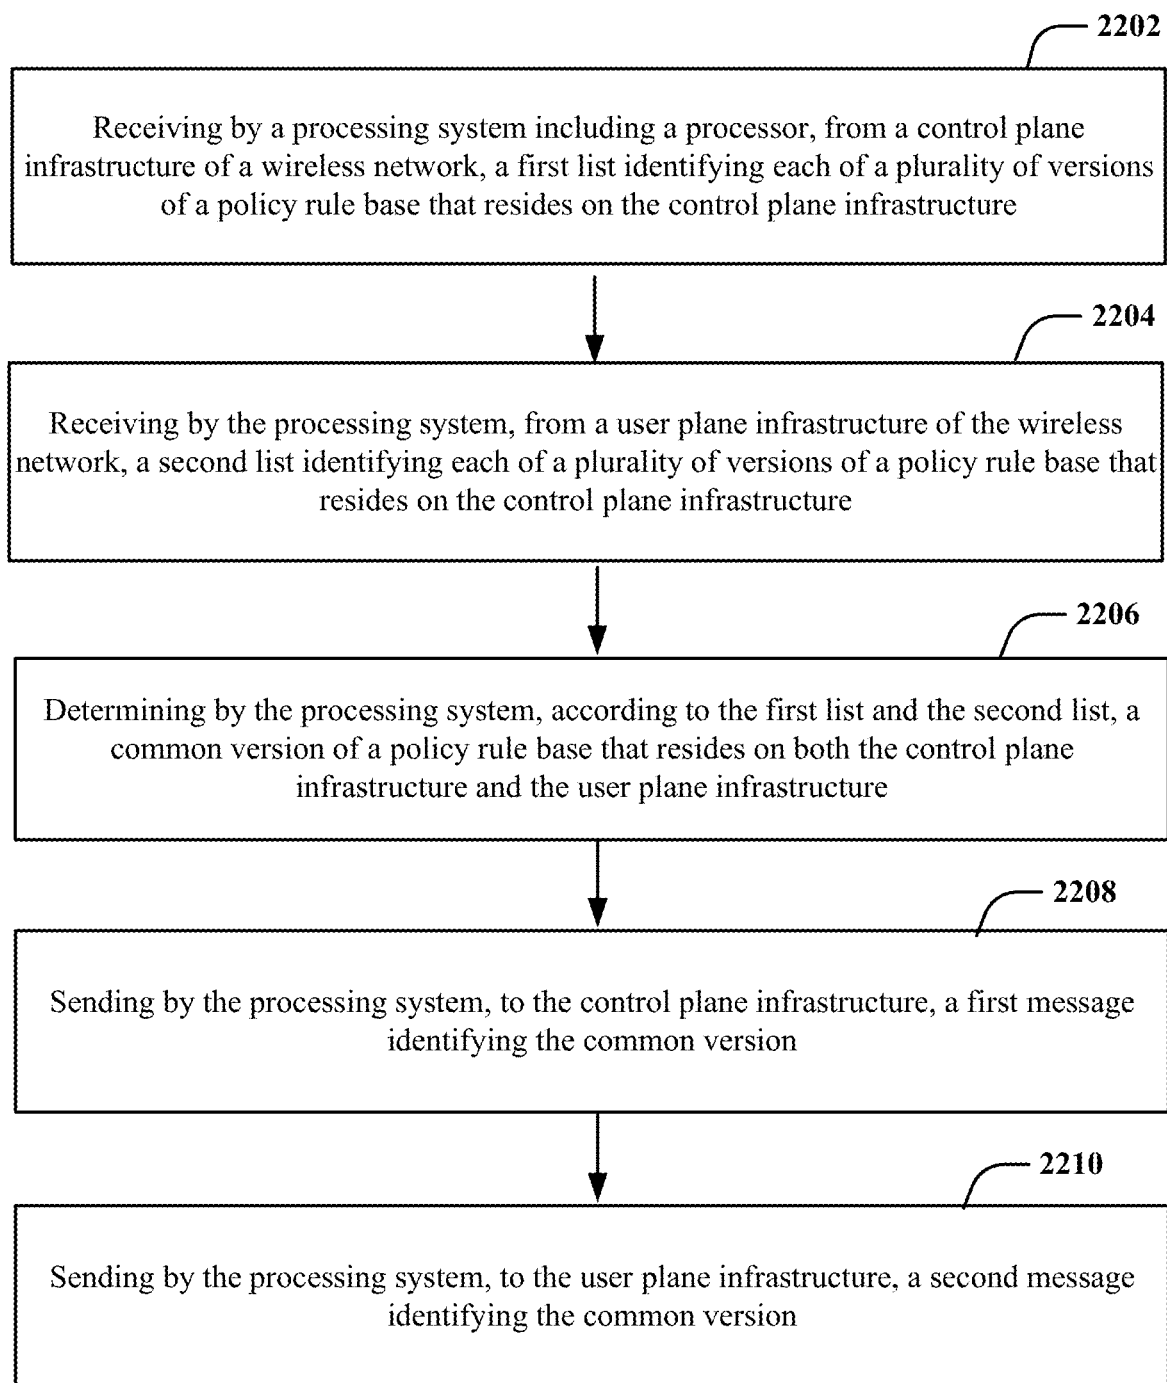 2202
Receiving by a processing system including a processor, from a control plane
infrastructure of a wireless network, a first list identifying each of a plurality of versions
of a policy rule base that resides on the control plane infrastructure
2204
Receiving by the processing system, from a user plane infrastructure of the wireless
network, a second list identifying each of a plurality of versions of a policy rule base that
resides on the control plane infrastructure
2206
Determining by the processing system, according to the first list and the second list, a
common version of a policy rule base that resides on both the control plane
infrastructure and the user plane infrastructure
2208
Sending by the processing system, to the control plane infrastructure, a first message
identifying the common version
2210
Sending by the processing system, to the user plane infrastructure, a second message
identifying the common version